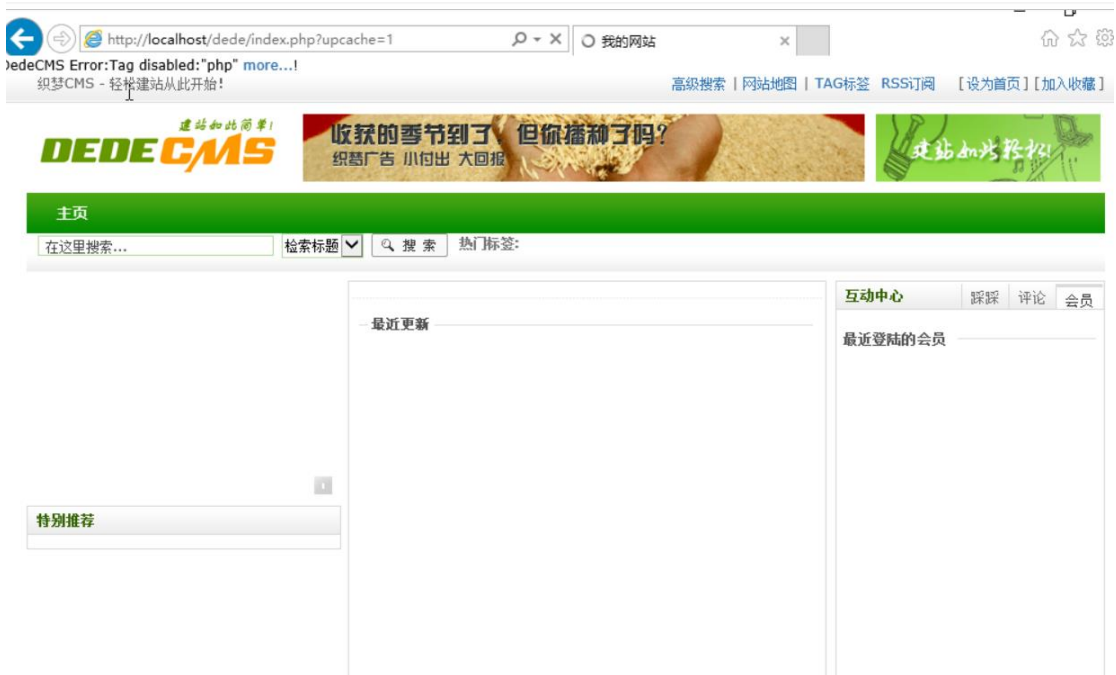 http://localhost/dede/index.php?upcache=1
我的网站
DedeCMS Error:Tag disabled:"php" more...!
织梦CMS - 轻松建站从此开始!
高级搜索 | 网站地图 | TAG标签 RSS订阅 [设为首页] [加入收藏]
建站如此简单!
DEDECMS
收获的季节到了，但你播种了吗?
织梦广告 小付出 大回报
建站如此轻松!
主页
在这里搜索...
检索标题
搜 索
热门标签:
互动中心
踩踩
评论
会员
最近更新
最近登陆的会员
特别推荐